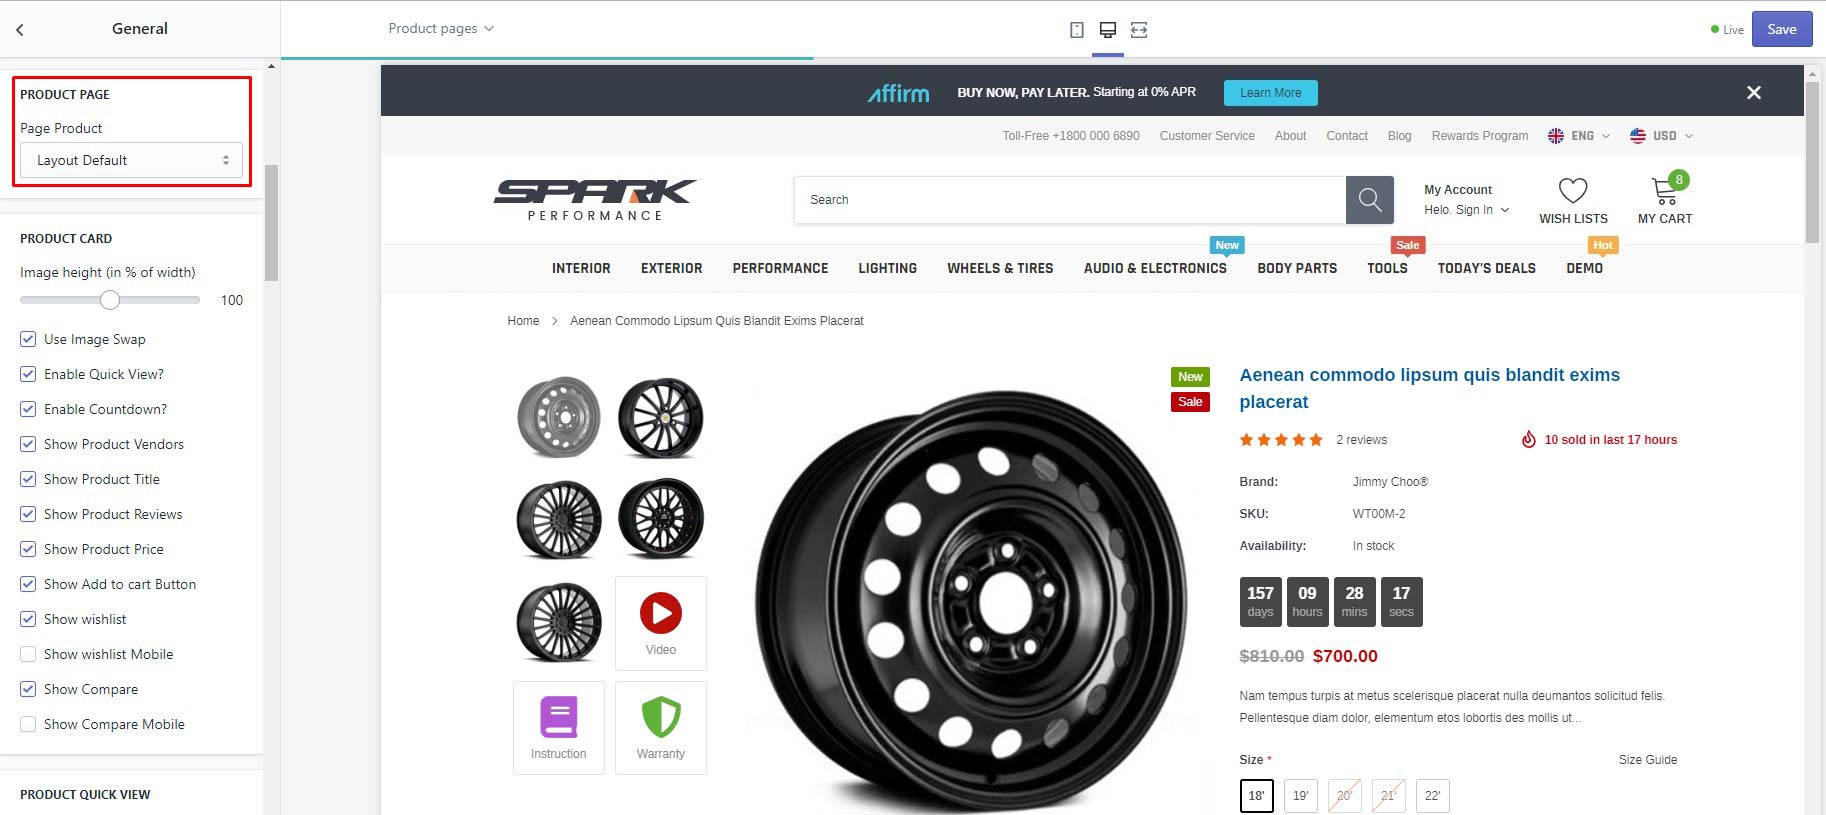 General
Product pages
Live
Save
PRODUCT PAGE
Page Product
Layout Default
PRODUCT CARD
Image height (in % of width)
100
Use Image Swap
Enable Quick View?
Enable Countdown?
Show Product Vendors
Show Product Title
Show Product Reviews
Show Product Price
Show Add to cart Button
Show wishlist
Show wishlist Mobile
Show Compare
Show Compare Mobile
PRODUCT QUICK VIEW
affirm BUY NOW, PAY LATER. Starting at 0% APR Learn More
Toll-Free +1800 000 6890 Customer Service About Contact Blog Rewards Program ENG USD
SPARK
PERFORMANCE
Search
My Account
Helo. Sign In
WISH LISTS
8
MY CART
New Sale Hot
INTERIOR EXTERIOR PERFORMANCE LIGHTING WHEELS & TIRES AUDIO & ELECTRONICS BODY PARTS TOOLS TODAY'S DEALS DEMO
Home > Aenean Commodo Lipsum Quis Blandit Exims Placerat
Video
Instruction
Warranty
New
Sale
Aenean commodo lipsum quis blandit exims
placerat
2 reviews
10 sold in last 17 hours
Brand: Jimmy Choo®
SKU: WT00M-2
Availability: In stock
157 09 28 17
days hours mins secs
$810.00 $700.00
Nam tempus turpis at metus scelerisque placerat nulla deumantos solicitud felis.
Pellentesque diam dolor, elementum etos lobortis des mollis ut...
Size * Size Guide
18' 19' 20' 21' 22'